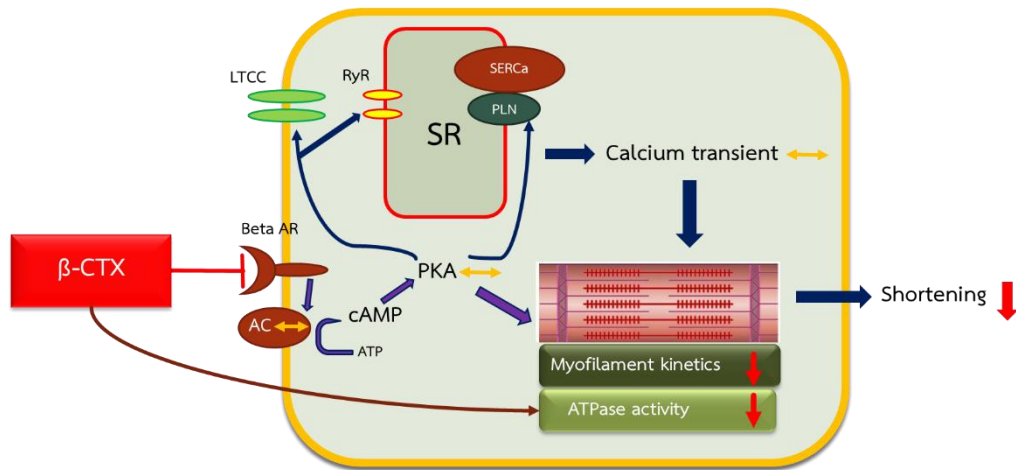 SERCa
LTCC
RyR
PLN
SR
Calcium transient
Beta AR
β-CTX
PKA
cAMP
AC
ATP
Shortening
Myofilament kinetics
ATPase activity